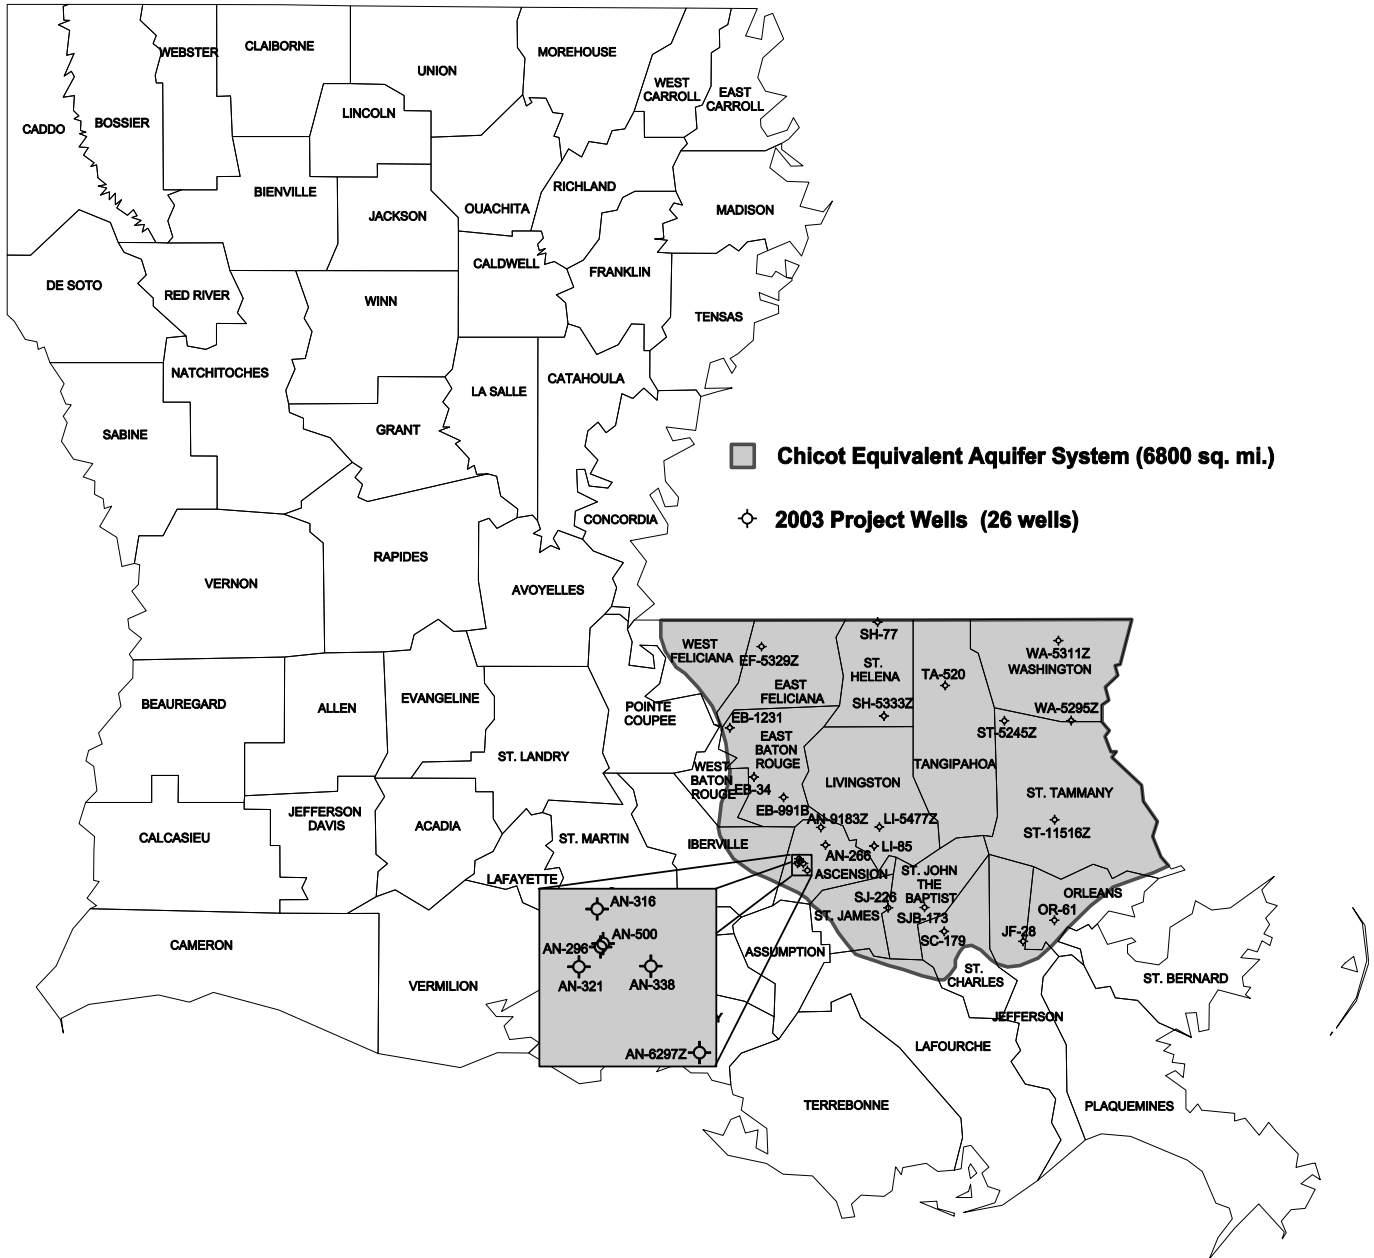 WEBSTER
CLAIBORNE
UNION
MOREHOUSE
WEST
CARROLL
EAST
CARROLL
CADDO
BOSSIER
LINCOLN
BIENVILLE
JACKSON
OUACHITA
RICHLAND
MADISON
DE SOTO
RED RIVER
WINN
CALDWELL
FRANKLIN
TENSAS
NATCHITOCHES
LA SALLE
CATAHOULA
SABINE
GRANT
Chicot Equivalent Aquifer System (6800 sq. mi.)
2003 Project Wells (26 wells)
CONCORDIA
VERNON
RAPIDES
AVOYELLES
WEST
FELICIANA
EF-5329Z
SH-77
ST.
HELENA
TA-520
WA-5311Z
WASHINGTON
EAST
FELICIANA
SH-5333Z
WA-5295Z
ST-5245Z
BEAUREGARD
ALLEN
EVANGELINE
POINTE
COUPEE
EB-1231
EAST
BATON
ROUGE
ST. LANDRY
WEST
BATON
ROUGE
EB-34
EB-991B
LIVINGSTON
TANGIPAHOA
ST. TAMMANY
ST-11516Z
CALCASIEU
JEFFERSON
DAVIS
ACADIA
ST. MARTIN
IBERVILLE
AN-9183Z
LI-5477Z
AN-266
LI-85
LAFAYETTE
ASCENSION
ST. JOHN
THE
BAPTIST
ORLEANS
SJ-226
ST. JAMES
SJB-173
SC-179
JF-28
OR-61
AN-316
AN-500
AN-296
AN-321
AN-338
AN-6297Z
CAMERON
VERMILION
ASSUMPTION
ST.
CHARLES
ST. BERNARD
Y
JEFFERSON
LAFOURCHE
TERREBONNE
PLAQUEMINES